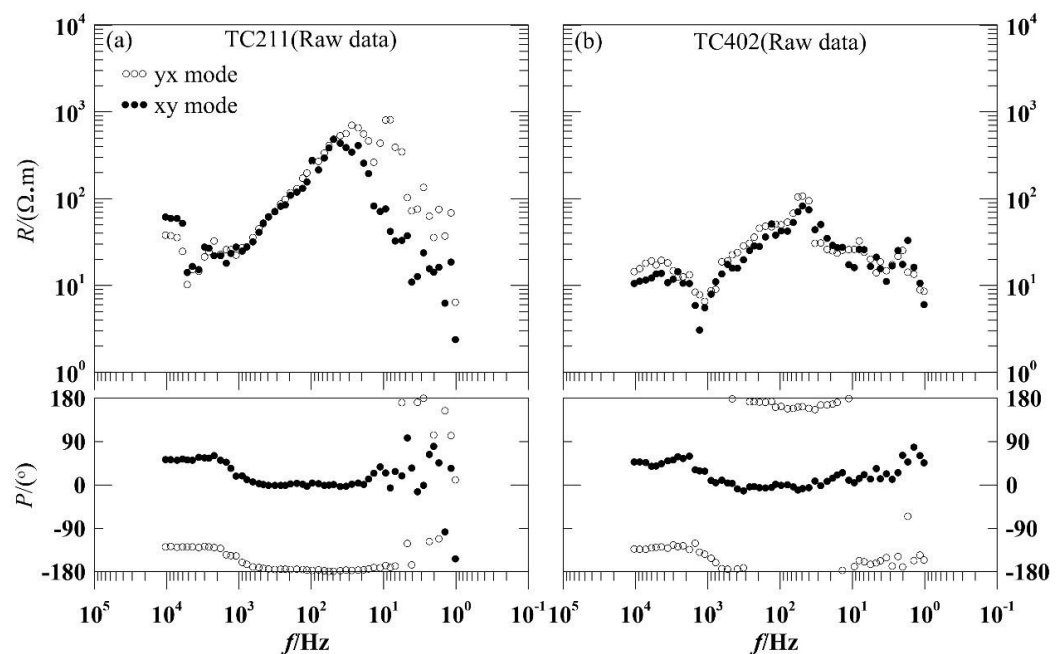 (a) TC211(Raw data)
yx mode
xy mode
R/(Ω.m)
10⁴
10³
10²
10¹
10⁰
(b) TC402(Raw data)
10⁴
10³
10²
10¹
10⁰
P/(°)
180
90
0
-90
-180
180
90
0
-90
-180
10⁵ 10⁴ 10³ 10² 10¹ 10⁰ 10⁻¹
f/Hz
10⁵ 10⁴ 10³ 10² 10¹ 10⁰ 10⁻¹
f/Hz